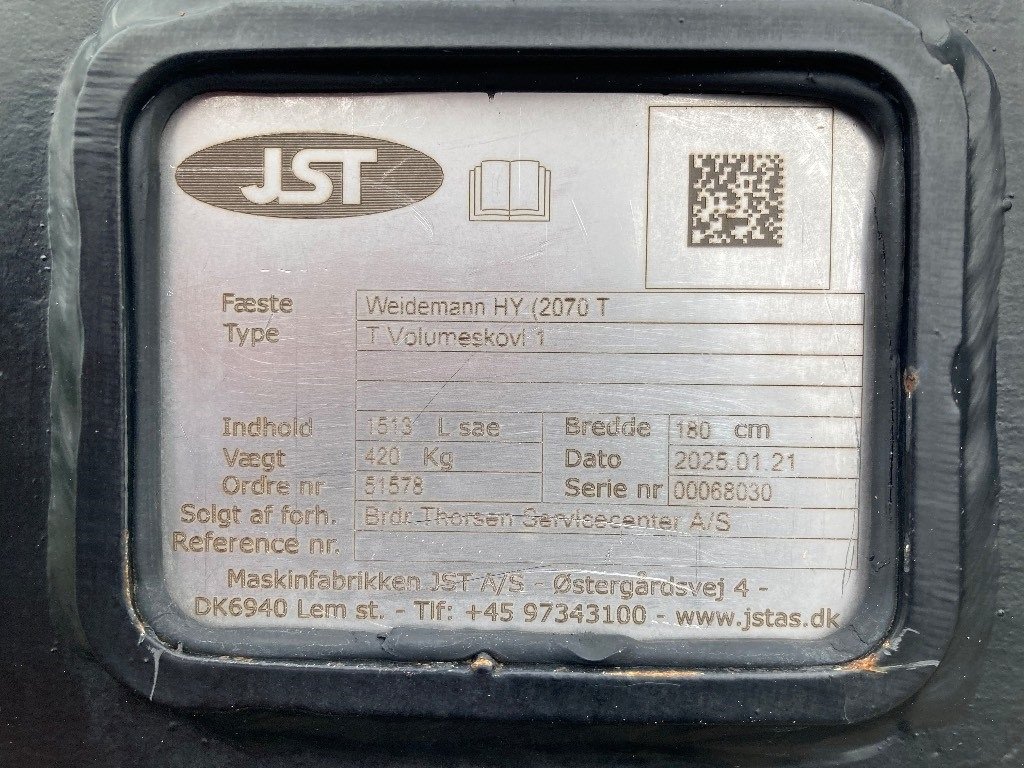 JST
Fæste Weidemann HY (2070 T
Type T Volumeskovl 1
Indhold 1513 L sae Bredde 180 cm
Vægt 420 Kg Dato 2025.01.21
Ordre nr 51578 Serie nr 00068030
Solgt af forh. Brdr Thorsen Servicecenter A/S
Reference nr.
Maskinfabrikken JST A/S - Østergårdsvej 4 -
DK6940 Lem st. - Tlf: +45 97343100 - www.jstas.dk